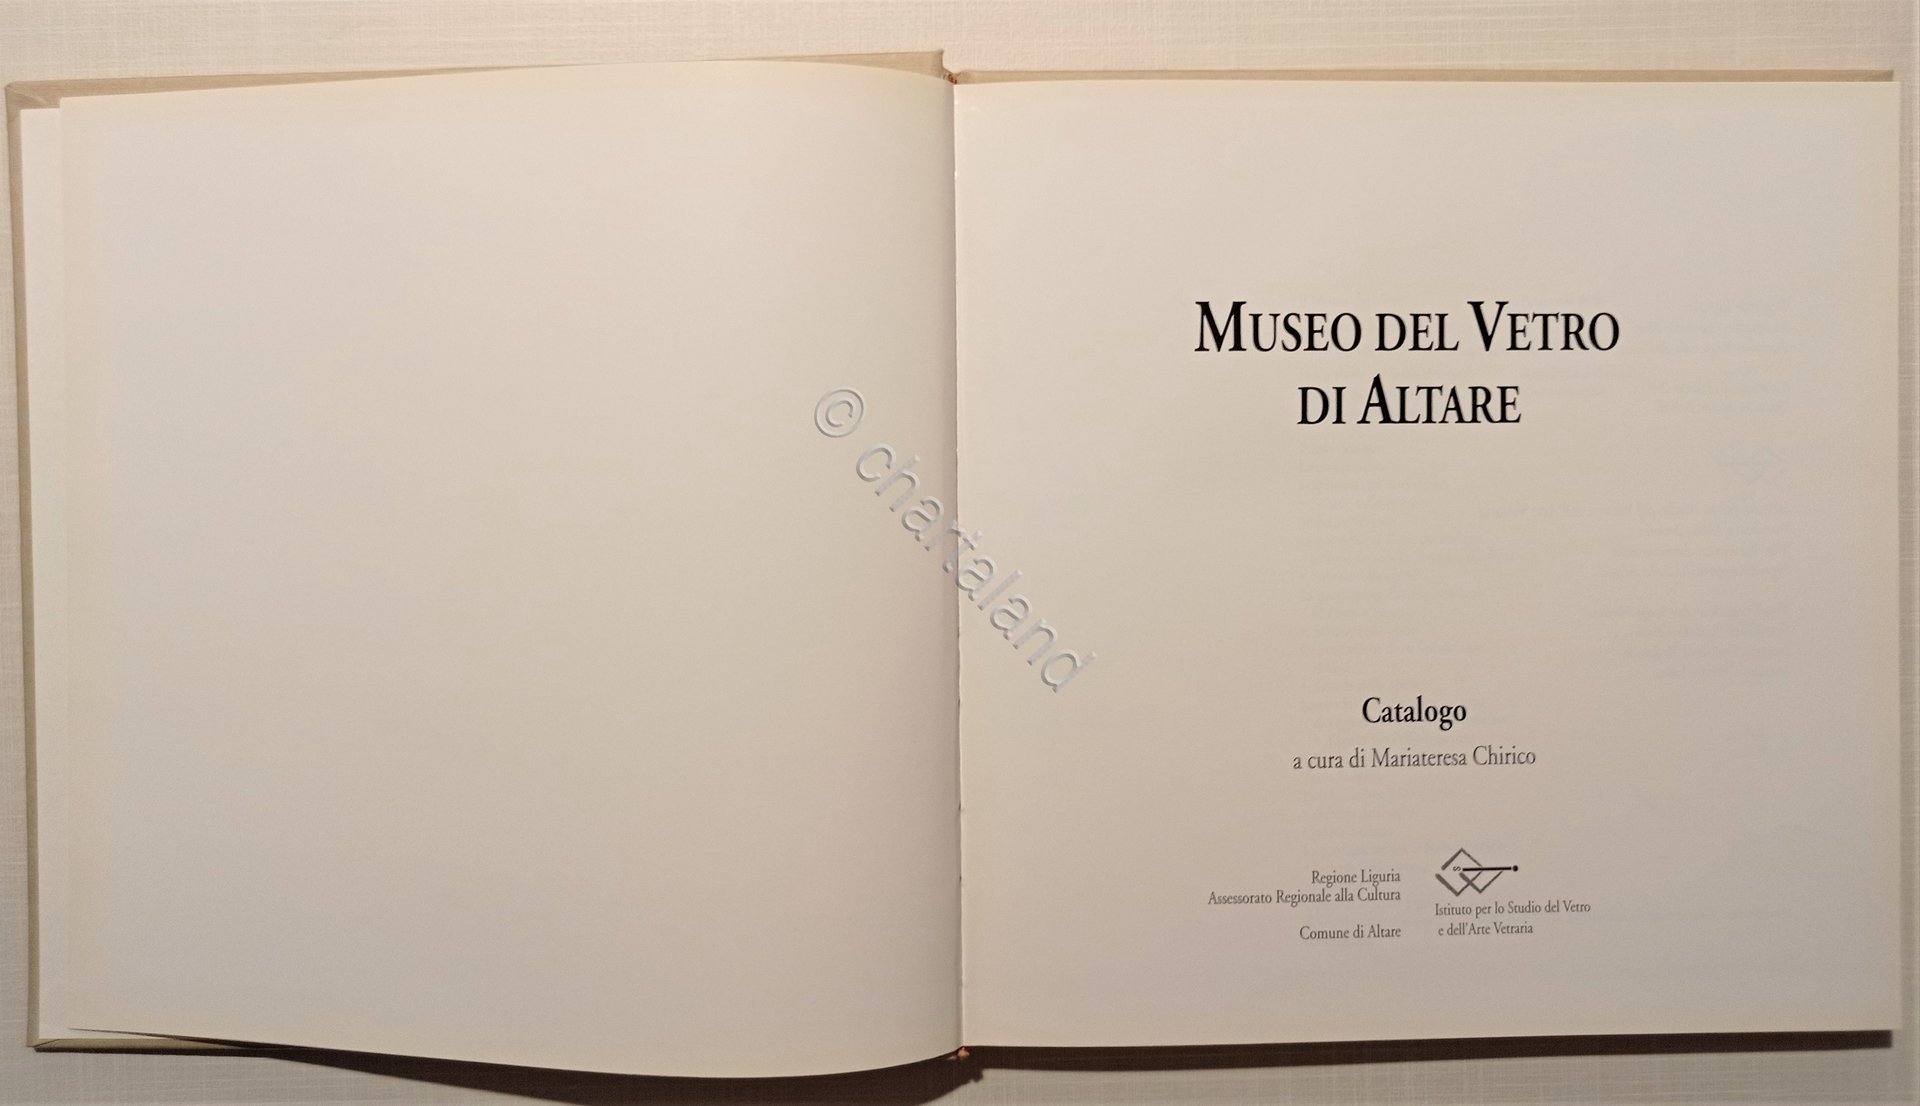 MUSEO DEL VETRO
DI ALTARE
Catalogo
a cura di Mariateresa Chirico
Regione Liguria
Assessorato Regionale alla Cultura
Comune di Altare
S
Istituto per lo Studio del Vetro
e dell'Arte Vetraria
© chartaland